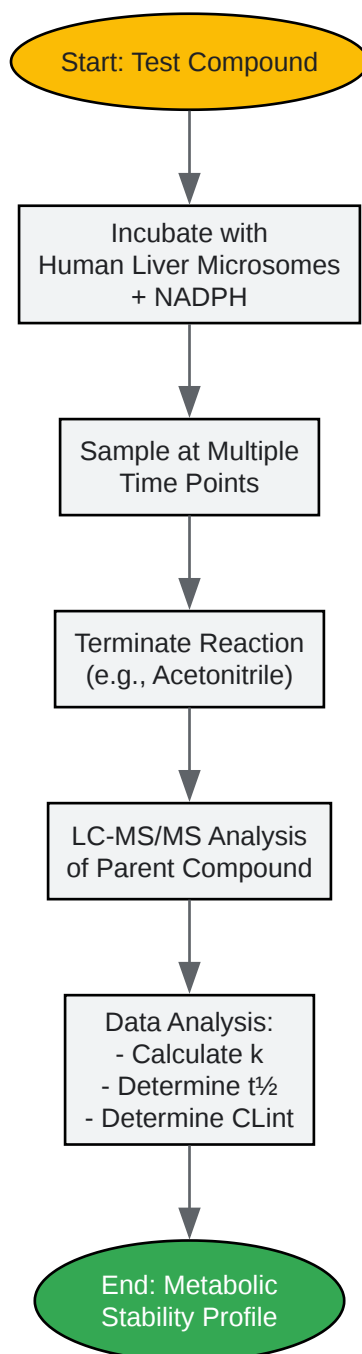 Start: Test Compound
Incubate with
Human Liver Microsomes
+ NADPH
Sample at Multiple
Time Points
Terminate Reaction
(e.g., Acetonitrile)
LC-MS/MS Analysis
of Parent Compound
Data Analysis:
- Calculate k
- Determine t½
- Determine CLint
End: Metabolic
Stability Profile